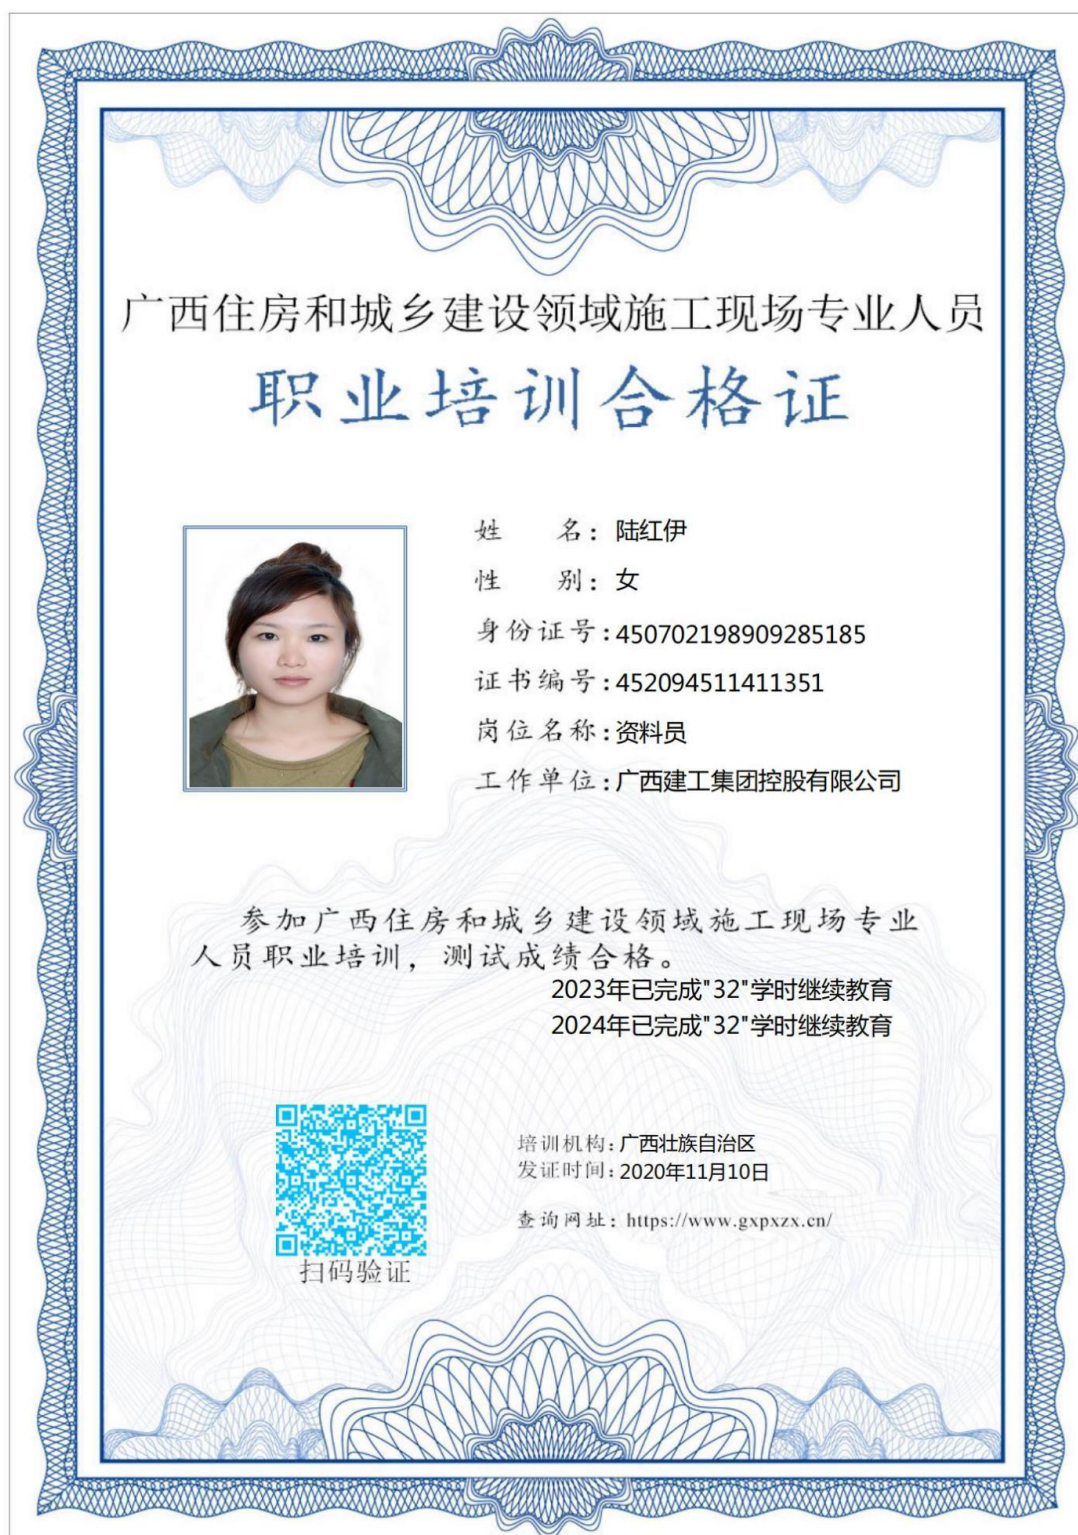 广西住房和城乡建设领域施工现场专业人员
职业培训合格证
姓 名：陆红伊
性 别：女
身份证号：450702198909285185
证书编号：452094511411351
岗位名称：资料员
工作单位：广西建工集团控股有限公司
参加广西住房和城乡建设领域施工现场专业
人员职业培训，测试成绩合格。
2023年已完成"32"学时继续教育
2024年已完成"32"学时继续教育
培训机构：广西壮族自治区
发证时间：2020年11月10日
查询网址：https://www.gxpxzx.cn/
扫码验证